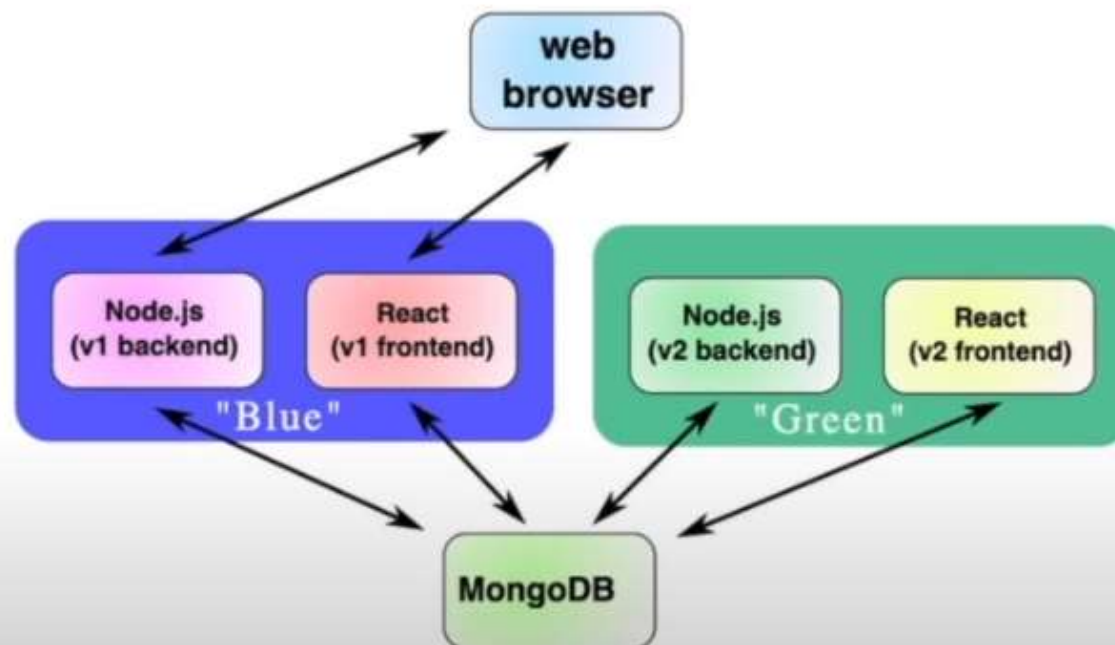 web
browser
Node.js
(v1 backend)
React
(v1 frontend)
"Blue"
Node.js
(v2 backend)
React
(v2 frontend)
"Green"
MongoDB